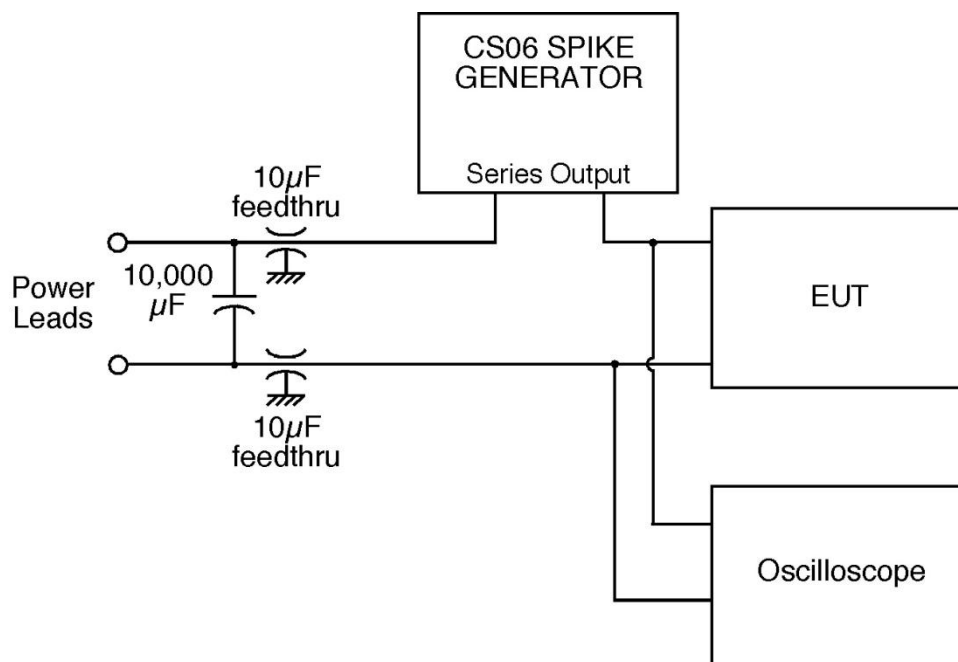 CS06 SPIKE
GENERATOR
Series Output
10µF
feedthru
10,000
µF
Power
Leads
EUT
10µF
feedthru
Oscilloscope